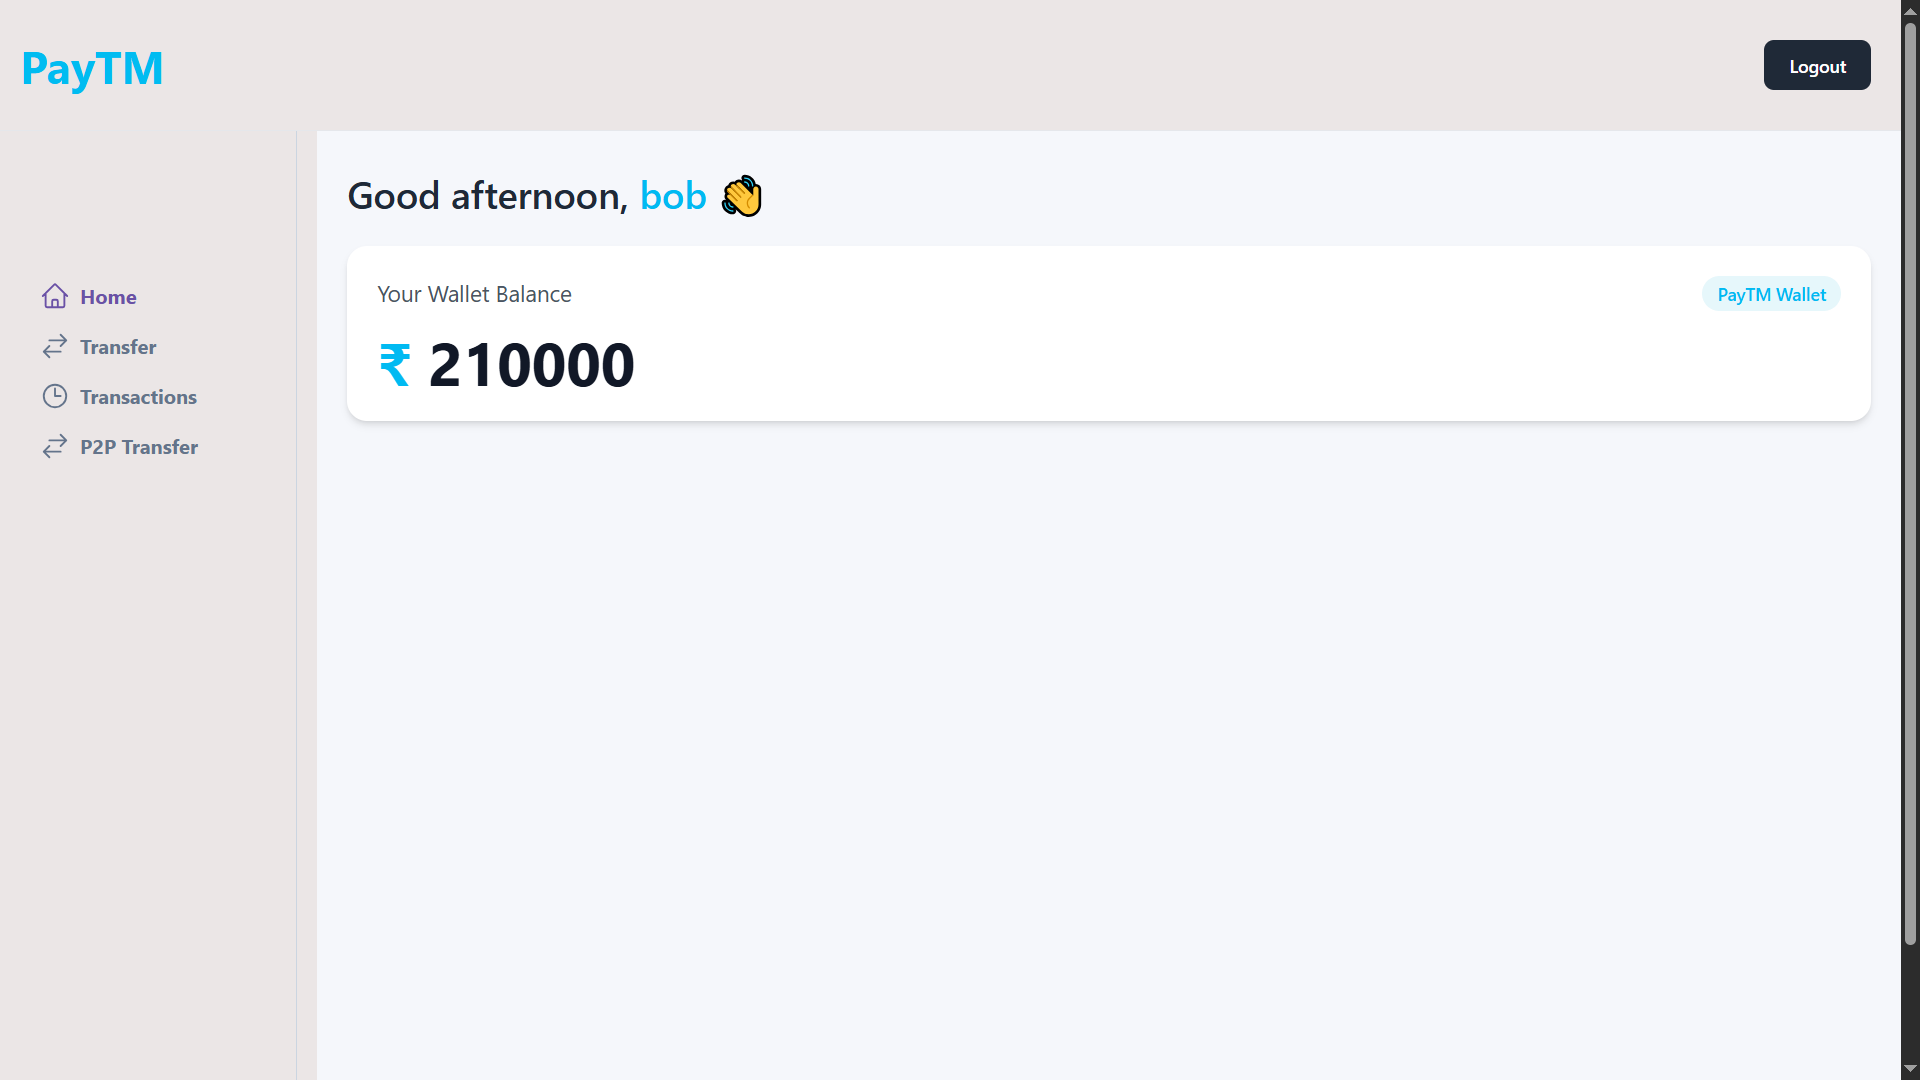 PayTM
Logout
Good afternoon, bob 👋
Home
Transfer
Transactions
P2P Transfer
Your Wallet Balance
PayTM Wallet
₹ 210000